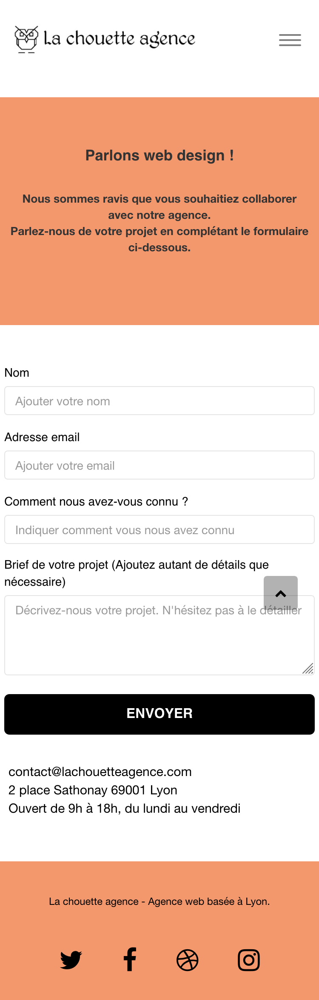 La chouette agence
Parlons web design !
Nous sommes ravis que vous souhaitiez collaborer
avec notre agence.
Parlez-nous de votre projet en complétant le formulaire
ci-dessous.
Nom
Ajouter votre nom
Adresse email
Ajouter votre email
Comment nous avez-vous connu ?
Indiquer comment vous nous avez connu
Brief de votre projet (Ajoutez autant de détails que
nécessaire)
Décrivez-nous votre projet. N'hésitez pas à le détailler
ENVOYER
contact@lachouetteagence.com
2 place Sathonay 69001 Lyon
Ouvert de 9h à 18h, du lundi au vendredi
La chouette agence - Agence web basée à Lyon.